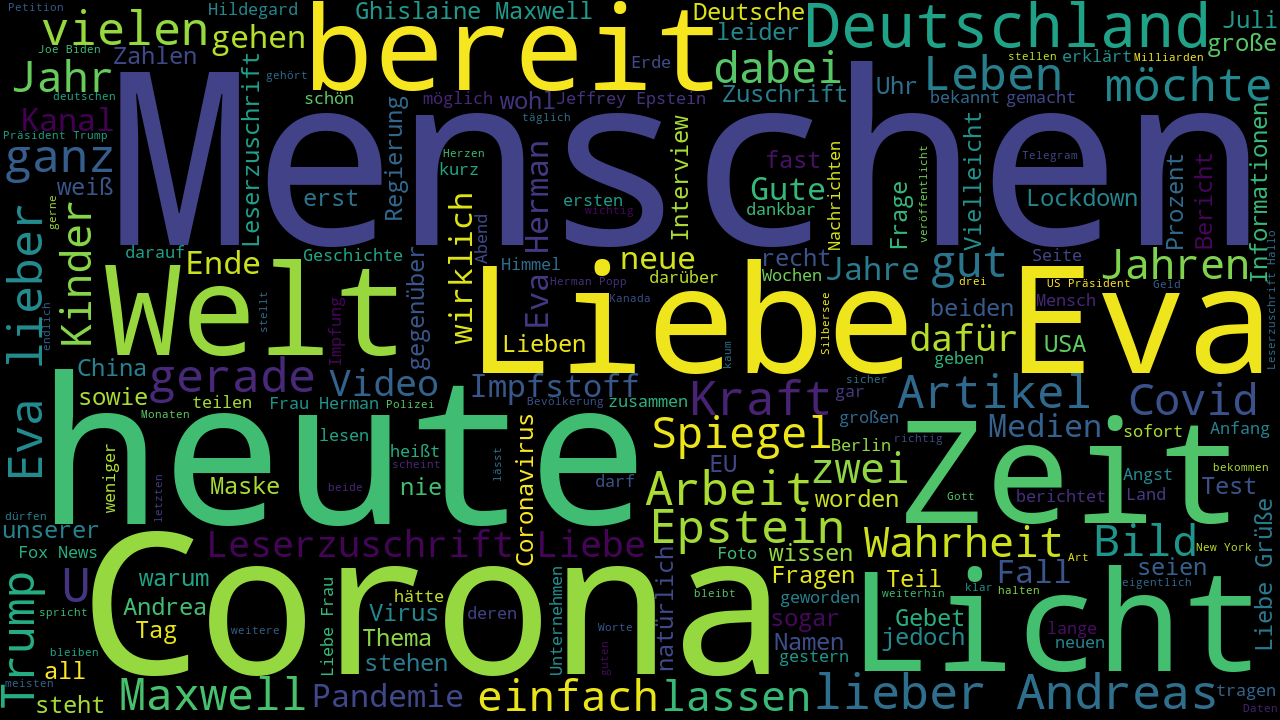 Petition
Hildegard
Ghislaine Maxwell
Deutsche
Deutschland
Juli
vielen
gehen
bereit
leider
große
Joe Biden
Zahlen
Jahr
deutschen
gehört
Erde
dabei
Leben
stellen
erklärt
Milliarden
möchte
Uhr
schön
möglich
wohl
Jeffrey Epstein
Zuschrift
bekannt
gemacht
Kanal
täglich
Präsident Trump
ganz
Leserzuschrift
Regierung
Menschen
Herzen
kurz
fast
Telegram
Interview
Nachrichten
veröffentlicht
Vielleicht
Prozent
Bericht
Informationen
weiß
erst
Gute
Frage
Lockdown
gerne
ersten
wichtig
dankbar
Eva Herman
wirklich
Abend
Kinder
darauf
Geschichte
Ende
gegenüber
Himmel
neue
recht
Jahre
gut
Seite
Jahren
darüber
Wochen
Herman Popp
Kanada
drei
US Präsident
Geld
Welt
Liebe
Eva
Mensch
beiden
Eva lieber
endlich
stellt
Impfung
Lieben
kaum
Silbersee
dafür
USA
geben
Leserzuschrift Hallo
China
gerade
Video
Impfstoff
Kraft
sicher
gar
Artikel
Covid
sowie
teilen
Frau Herman
Polizei
Bevölkerung
zusammen
großen
Monaten
heute
lesen
heißt
scheint
lässt
Coronavirus
Spiegel
Berlin
richtig
Medien
sofort
Anfang
Zeit
weniger
letzten
Maske
beide
nie
darf
EU
zwei
Arbeit
worden
Gott
berichtet
Angst
Land
Test
bekommen
dürfen
unserer
Epstein
Leserzuschrift Liebe
Fox News
Foto
wissen
Wahrheit
Art
Bild
New York
Liebe Grüße
U
warum
Corona
Fragen
Teil
Fall
seien
eigentlich
Trump
Andrea
hätte
Unternehmen
natürlich
bleibt
geworden
weiterhin
klar
halten
Licht
spricht
Tag
weitere
Liebe Frau
Virus
deren
Worte
sogar
Gebet
lange
neuen
bleiben
Thema
Namen
jedoch
all
stehen
guten
gestern
meisten
steht
Maxwell
Pandemie
einfach
lassen
lieber Andreas
tragen
Daten